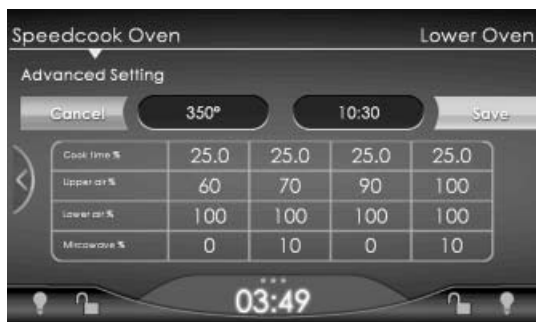 Speedcook Oven Lower Oven
Advanced Setting
Cancel 350° 10:30 Save
Cook time % 25.0 25.0 25.0 25.0
Upper air % 60 70 90 100
Lower air % 100 100 100 100
Mircowave % 0 10 0 10
03:49